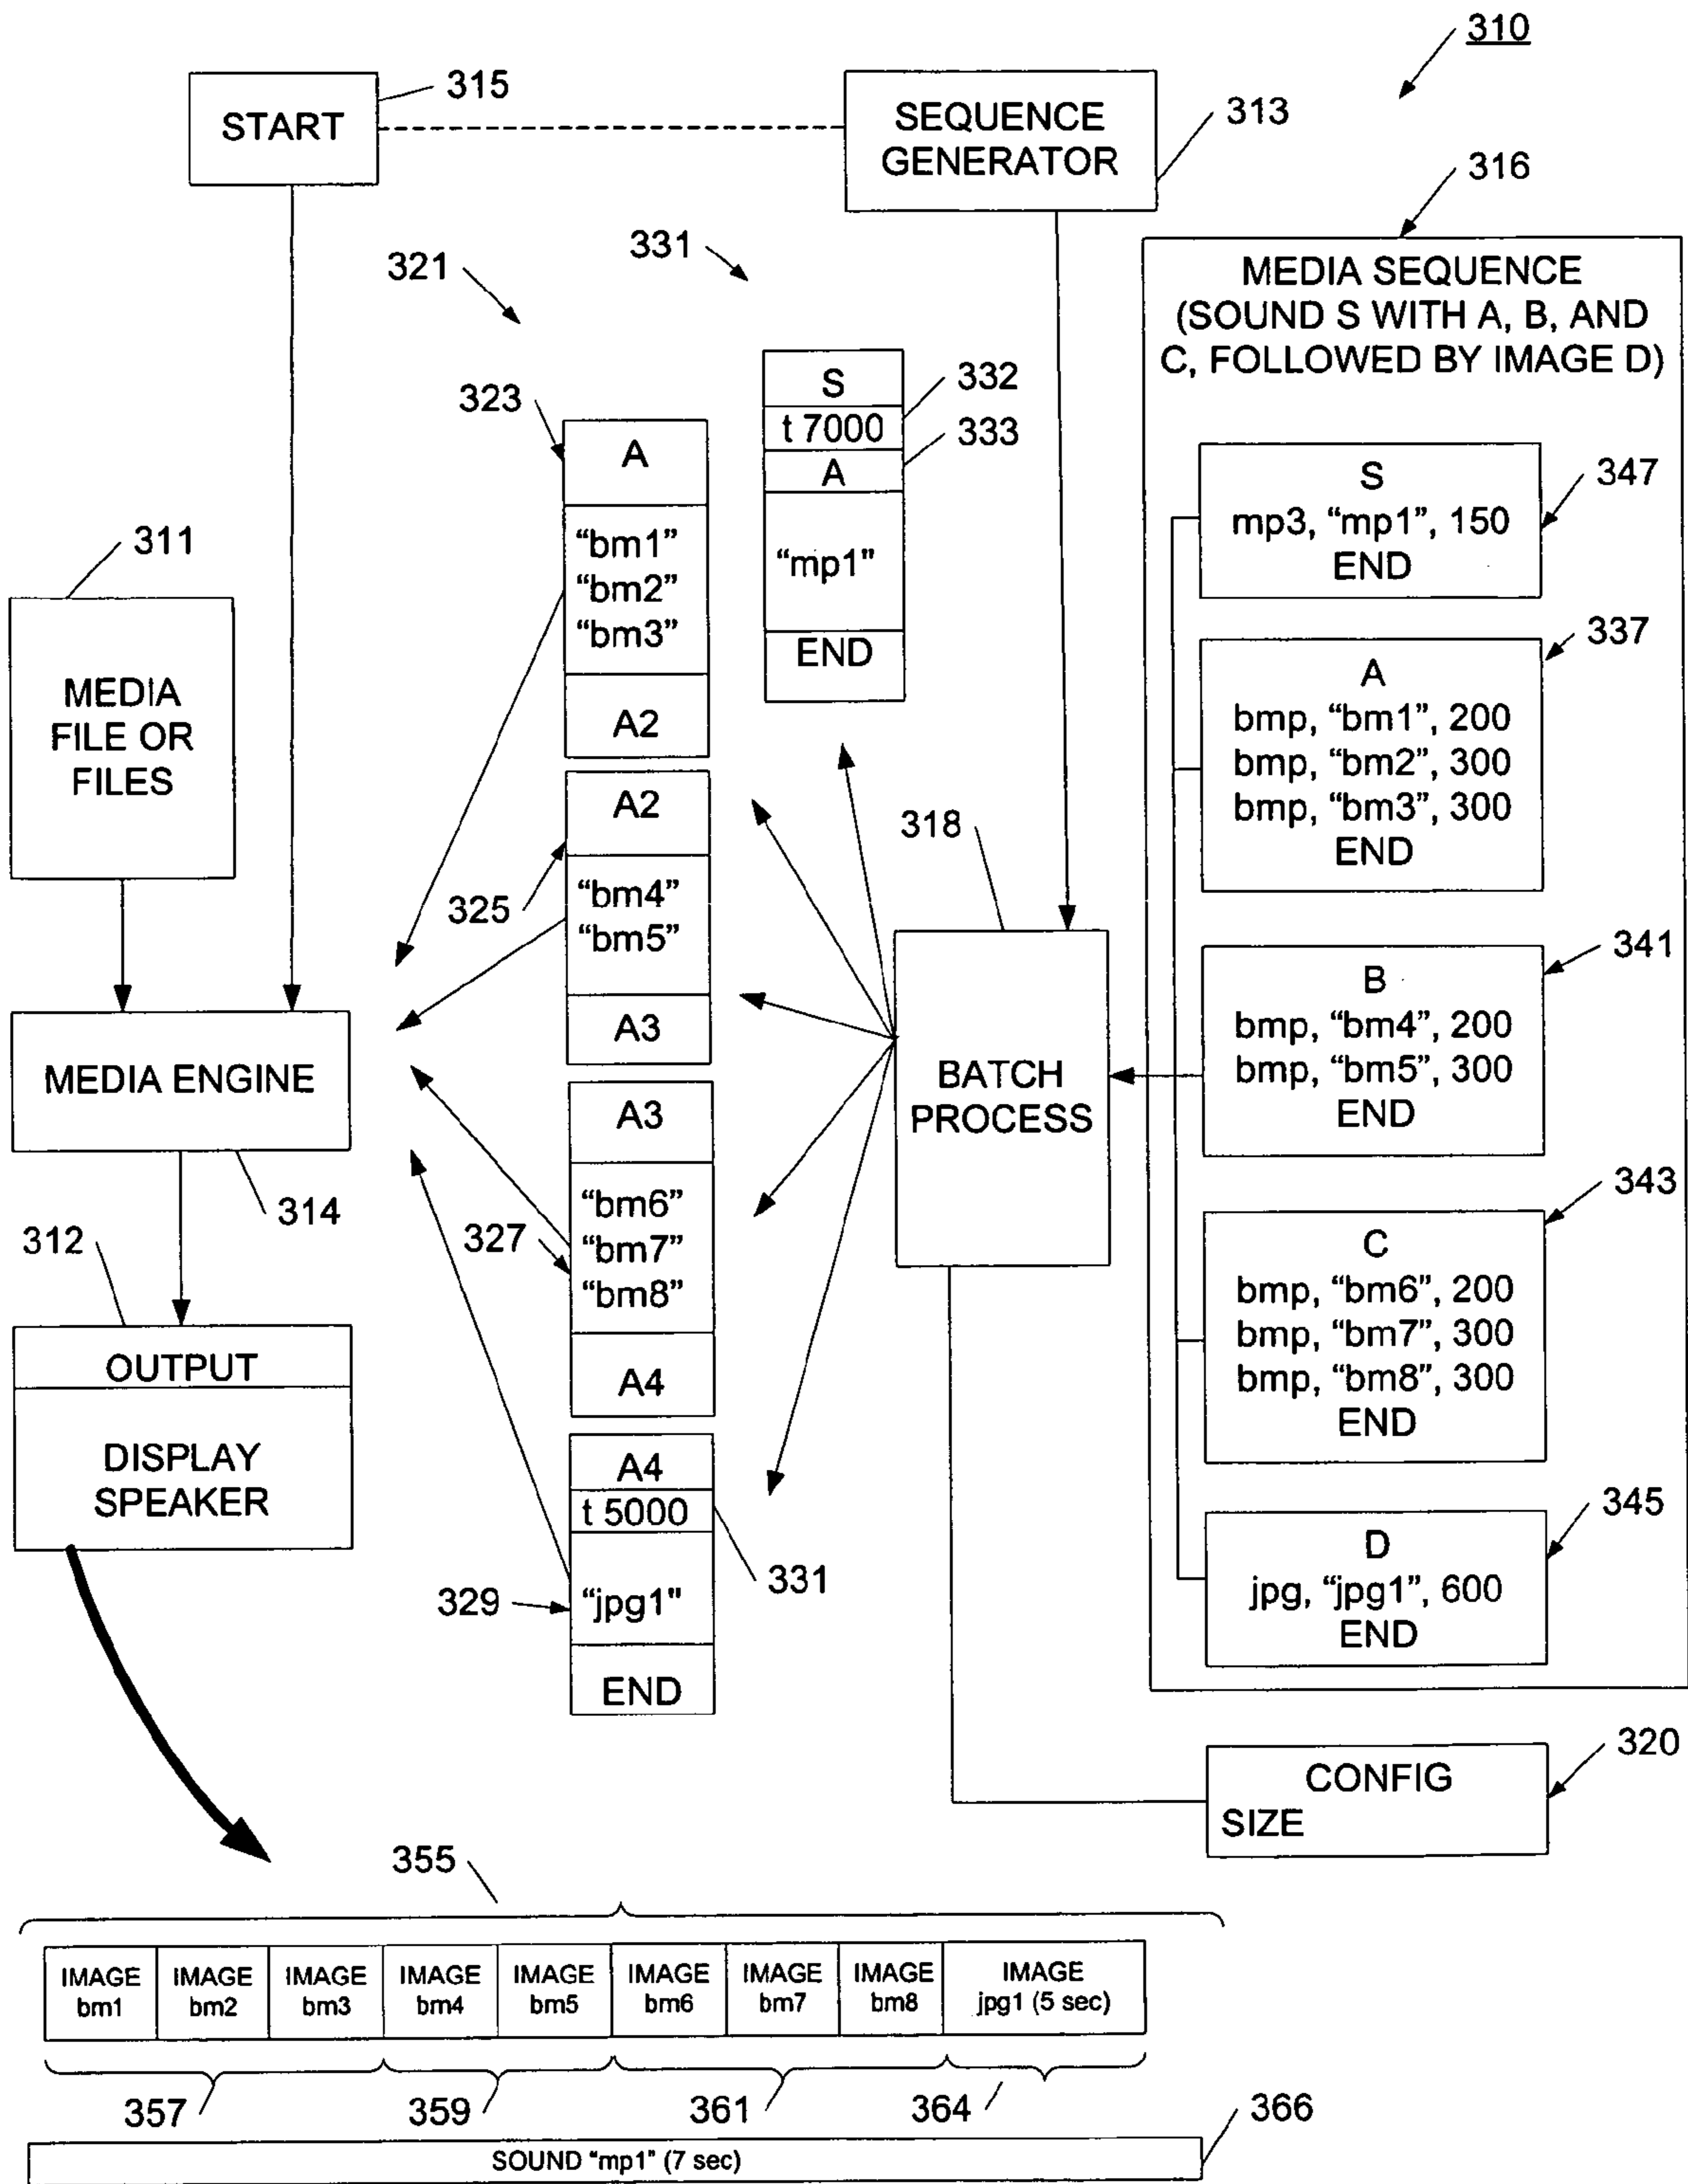 310
315
START
SEQUENCE
GENERATOR
313
316
MEDIA SEQUENCE
(SOUND S WITH A, B, AND
C, FOLLOWED BY IMAGE D)
331
321
S
t 7000
A
"mp1"
END
332
333
323
A
“bm1”
“bm2”
“bm3”
A2
A2
“bm4”
“bm5”
A3
325
A3
“bm6”
“bm7”
“bm8”
A4
327
A4
t 5000
"jpg1"
END
329
331
311
MEDIA
FILE OR
FILES
MEDIA ENGINE
314
312
OUTPUT
DISPLAY
SPEAKER
318
BATCH
PROCESS
S
mp3, “mp1”, 150
END
347
337
A
bmp, “bm1”, 200
bmp, “bm2”, 300
bmp, “bm3”, 300
END
341
B
bmp, “bm4”, 200
bmp, “bm5”, 300
END
343
C
bmp, “bm6”, 200
bmp, “bm7”, 300
bmp, “bm8”, 300
END
345
D
jpg, “jpg1”, 600
END
320
CONFIG
SIZE
355
IMAGE
bm1
IMAGE
bm2
IMAGE
bm3
IMAGE
bm4
IMAGE
bm5
IMAGE
bm6
IMAGE
bm7
IMAGE
bm8
IMAGE
jpg1 (5 sec)
357
359
361
364
366
SOUND "mp1" (7 sec)